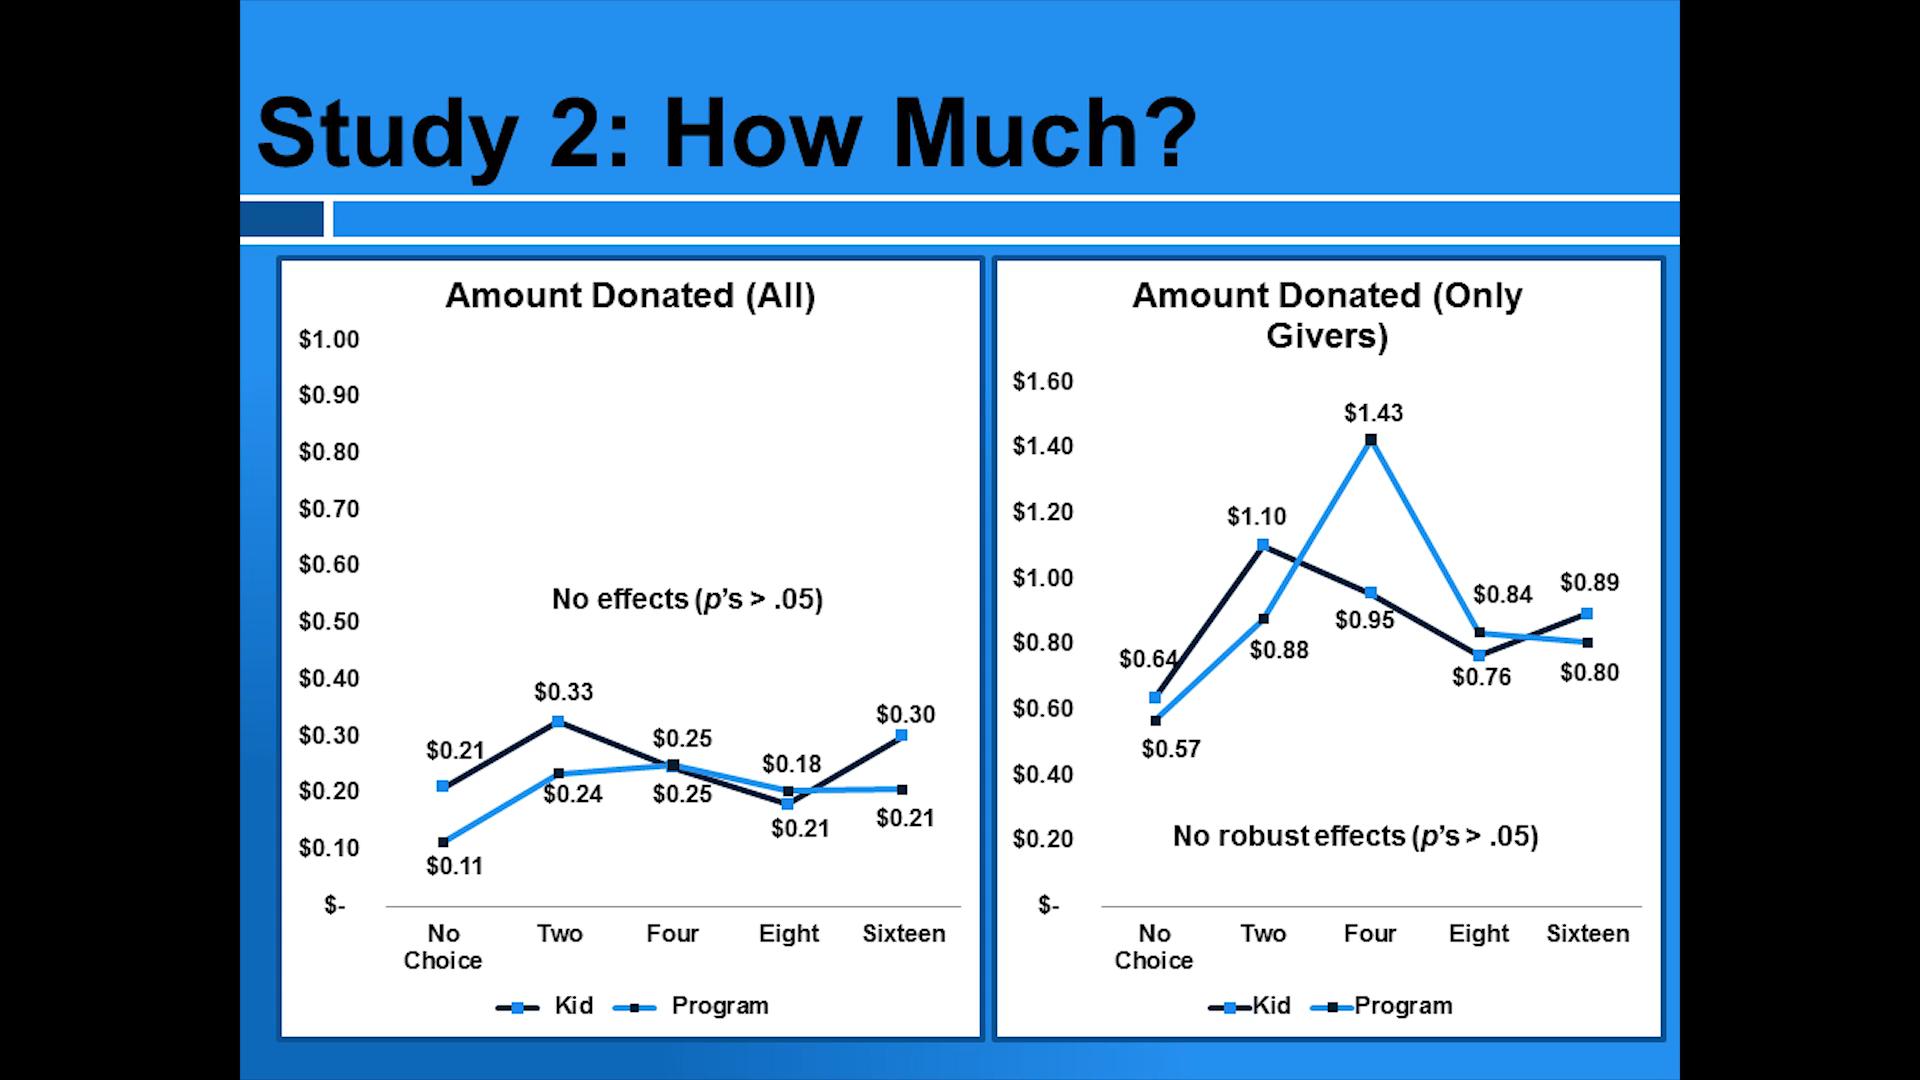 Study 2: How Much?
Amount Donated (All)
$1.00
$0.90
$0.80
$0.70
$0.60
$0.50
$0.40
$0.30
$0.20
$0.10
$-
No effects (p's > .05)
$0.21
$0.33
$0.25
$0.18
$0.30
$0.11
$0.24
$0.25
$0.21
$0.21
No
Choice
Two
Four
Eight
Sixteen
Kid
Program
Amount Donated (Only
Givers)
$1.60
$1.40
$1.20
$1.00
$0.80
$0.60
$0.40
$0.20
$-
$0.64
$1.10
$1.43
$0.84
$0.89
$0.57
$0.88
$0.95
$0.76
$0.80
No robust effects (p's > .05)
No
Choice
Two
Four
Eight
Sixteen
Kid
Program